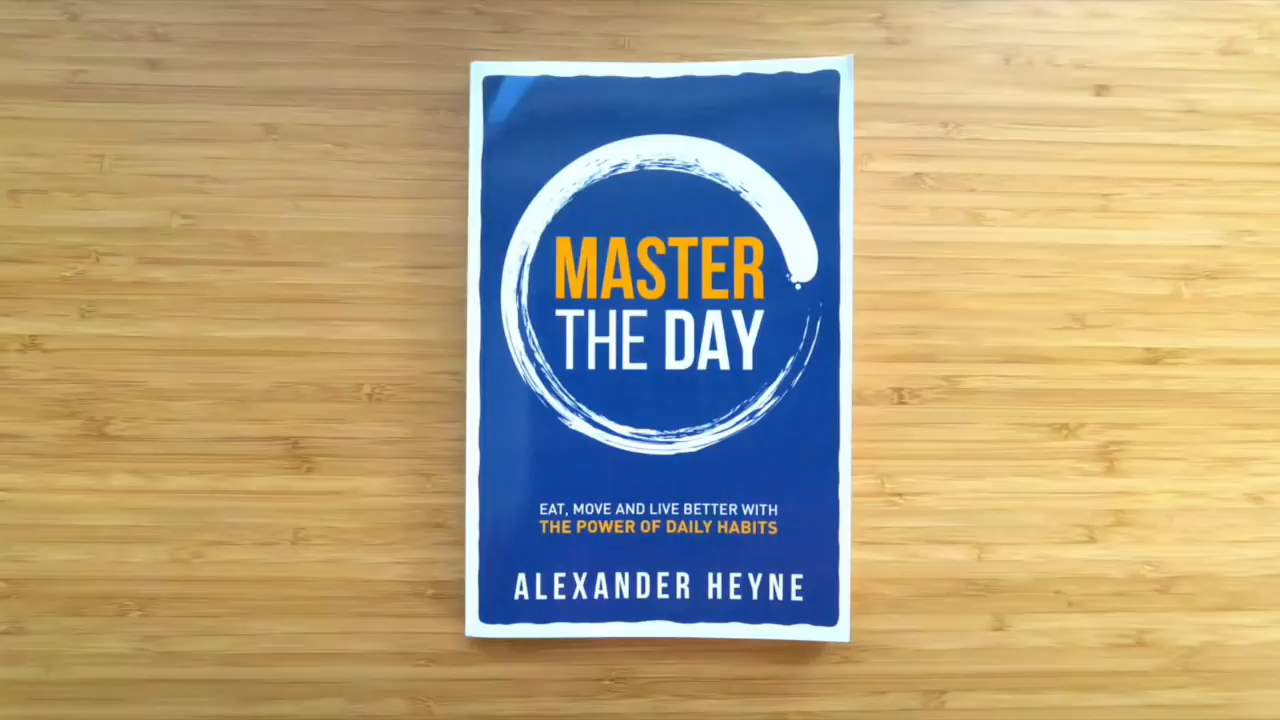 MASTER
THE DAY
EAT, MOVE AND LIVE BETTER WITH
THE POWER OF DAILY HABITS
ALEXANDER HEYNE